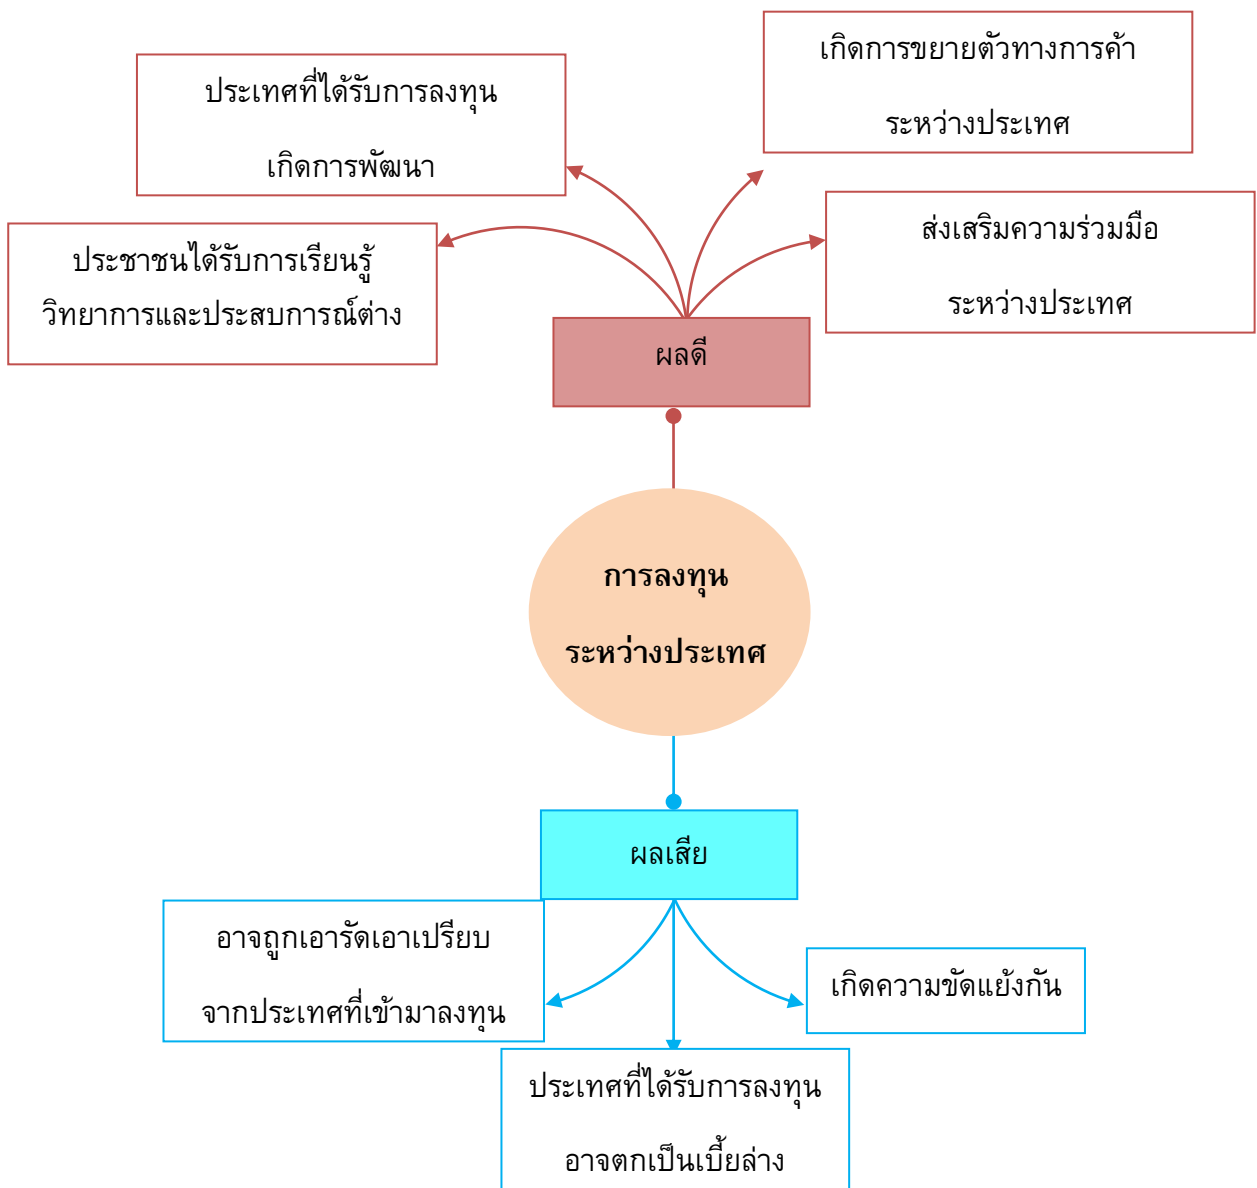 เกิดการขยายตัวทางการค้า
ระหว่างประเทศ
ประเทศที่ได้รับการลงทุน
เกิดการพัฒนา
ส่งเสริมความร่วมมือ
ระหว่างประเทศ
ประชาชนได้รับการเรียนรู้
วิทยาการและประสบการณ์ต่าง
ผลดี
การลงทุน
ระหว่างประเทศ
ผลเสีย
อาจถูกเอารัดเอาเปรียบ
จากประเทศที่เข้ามาลงทุน
เกิดความขัดแย้งกัน
ประเทศที่ได้รับการลงทุน
อาจตกเป็นเบี้ยล่าง